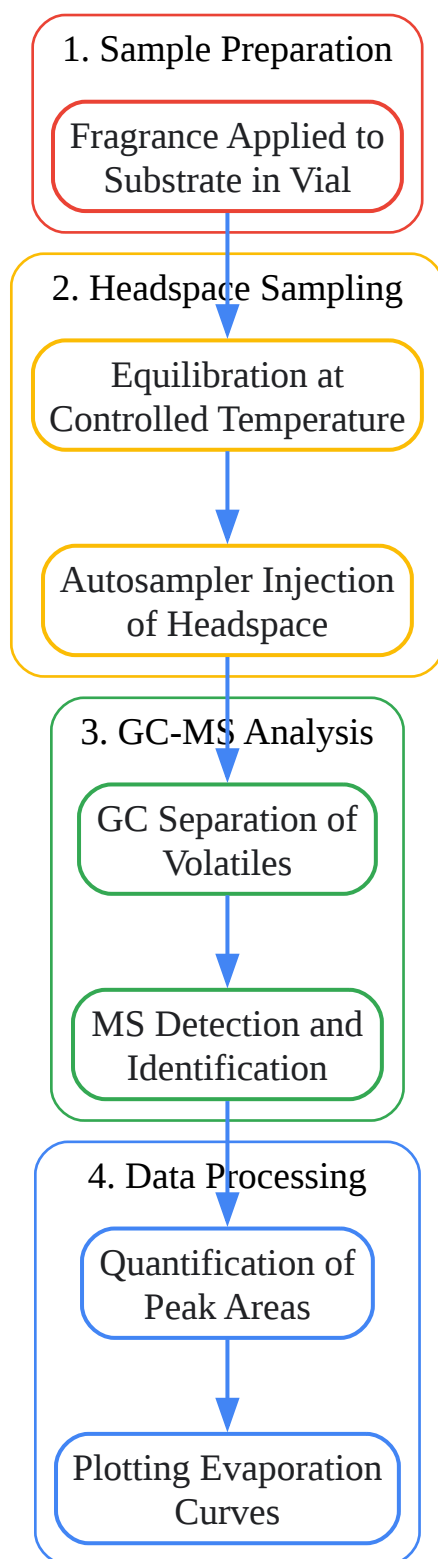 1. Sample Preparation
Fragrance Applied to
Substrate in Vial
2. Headspace Sampling
Equilibration at
Controlled Temperature
Autosampler Injection
of Headspace
3. GC-MS Analysis
GC Separation of
Volatiles
MS Detection and
Identification
4. Data Processing
Quantification of
Peak Areas
Plotting Evaporation
Curves